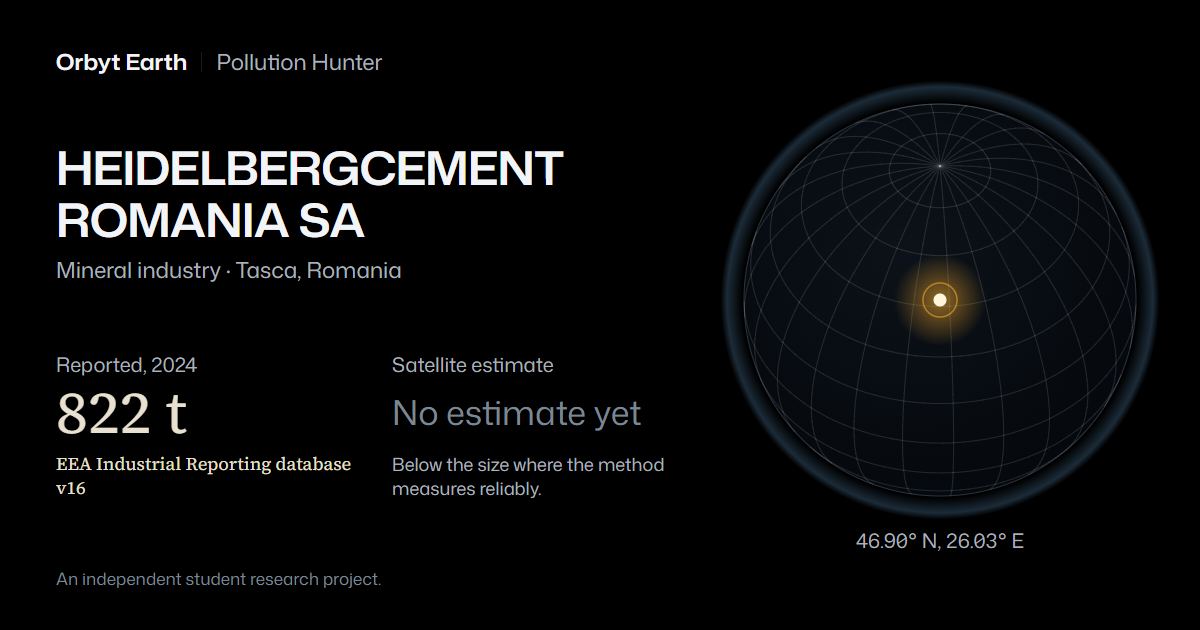 Orbyt Earth | Pollution Hunter
HEIDELBERGCEMENT
ROMANIA SA
Mineral industry · Tasca, Romania
Reported, 2024
822 t
EEA Industrial Reporting database
v16
Satellite estimate
No estimate yet
Below the size where the method
measures reliably.
46.90° N, 26.03° E
An independent student research project.